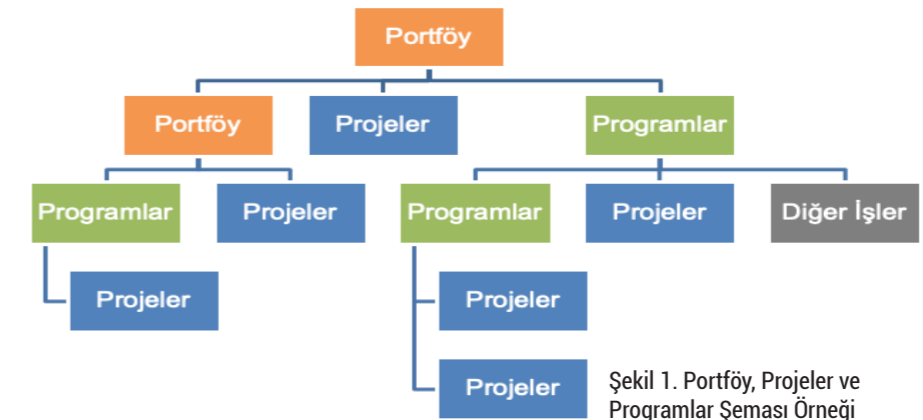 Portföy
Portföy
Projeler
Programlar
Programlar
Projeler
Programlar
Projeler
Diğer İşler
Projeler
Projeler
Projeler
Şekil 1. Portföy, Projeler ve
Programlar Şeması Örneği